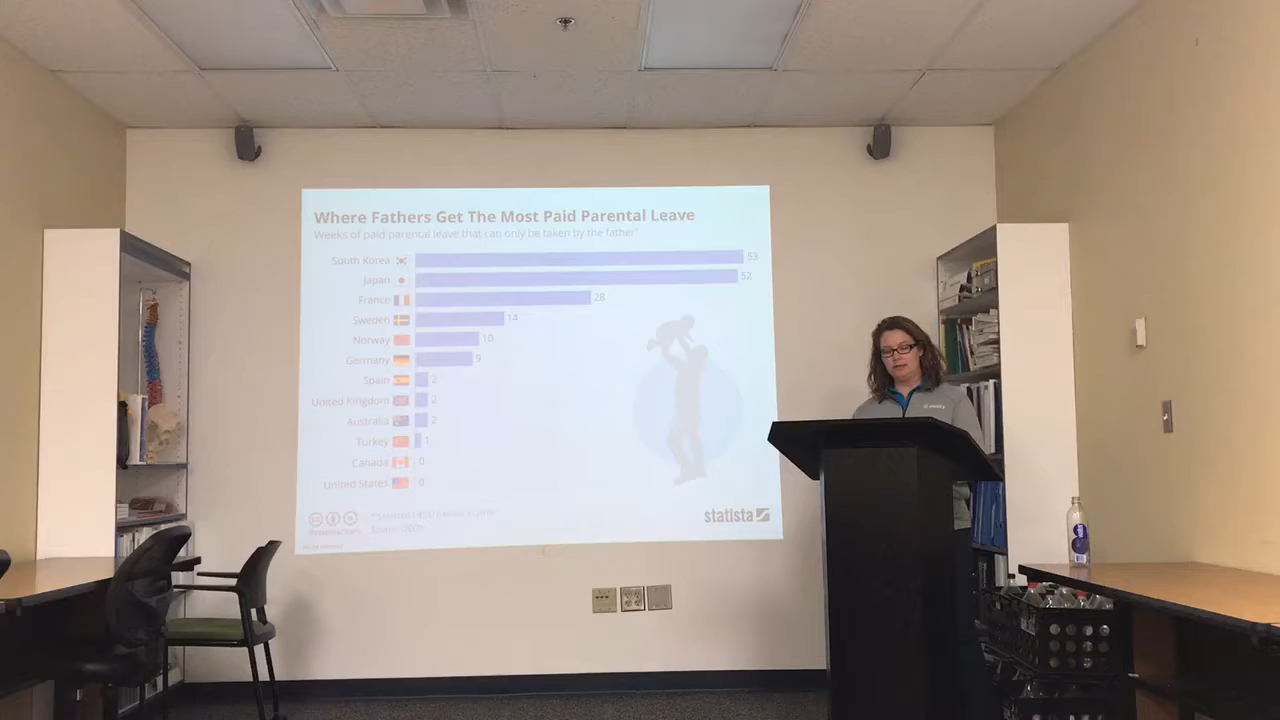 Where Fathers Get The Most Paid Parental Leave
Weeks of paid parental leave that can only be taken by the father*
South Korea 53
Japan 52
France 28
Sweden 14
Norway 10
Germany 9
Spain 2
United Kingdom 2
Australia 2
Turkey 1
Canada 0
United States 0
statista